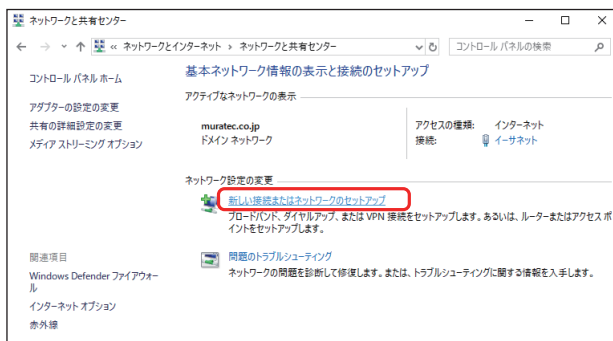 ネットワークと共有センター
« ネットワークとインターネット › ネットワークと共有センター
コントロール パネルの検索
コントロール パネル ホーム
アダプターの設定の変更
共有の詳細設定の変更
メディア ストリーミング オプション
基本ネットワーク情報の表示と接続のセットアップ
アクティブなネットワークの表示
muratec.co.jp
ドメイン ネットワーク
アクセスの種類: インターネット
接続: イーサネット
ネットワーク設定の変更
新しい接続またはネットワークのセットアップ
ブロードバンド、ダイヤルアップ、または VPN 接続をセットアップします。あるいは、ルーターまたはアクセス ポ
イントをセットアップします。
問題のトラブルシューティング
ネットワークの問題を診断して修復します。または、トラブルシューティングに関する情報を入手します。
関連項目
Windows Defender ファイアウォー
ル
インターネット オプション
赤外線